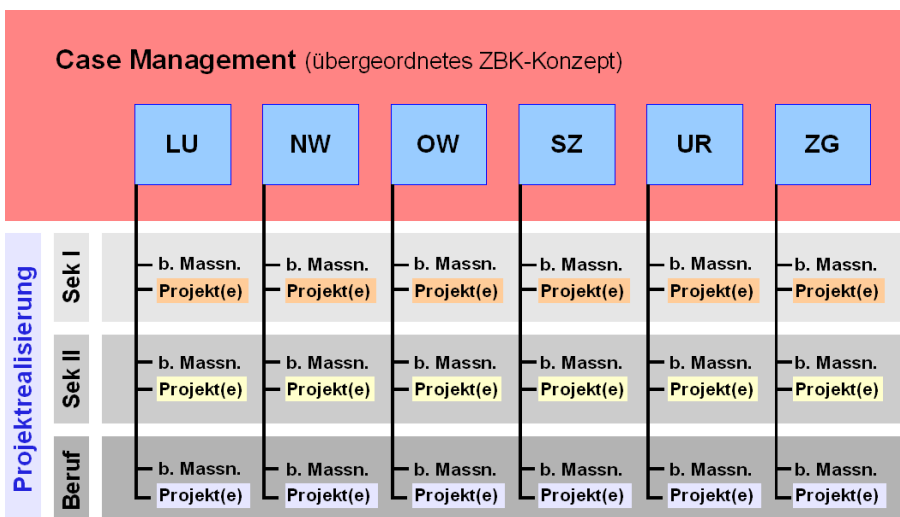 Case Management (übergeordnetes ZBK-Konzept)
LU NW OW SZ UR ZG
Projektrealisierung
Sek I
b. Massn. b. Massn. b. Massn. b. Massn. b. Massn. b. Massn.
Projekt(e) Projekt(e) Projekt(e) Projekt(e) Projekt(e) Projekt(e)
Sek II
b. Massn. b. Massn. b. Massn. b. Massn. b. Massn. b. Massn.
Projekt(e) Projekt(e) Projekt(e) Projekt(e) Projekt(e) Projekt(e)
Beruf
b. Massn. b. Massn. b. Massn. b. Massn. b. Massn. b. Massn.
Projekt(e) Projekt(e) Projekt(e) Projekt(e) Projekt(e) Projekt(e)